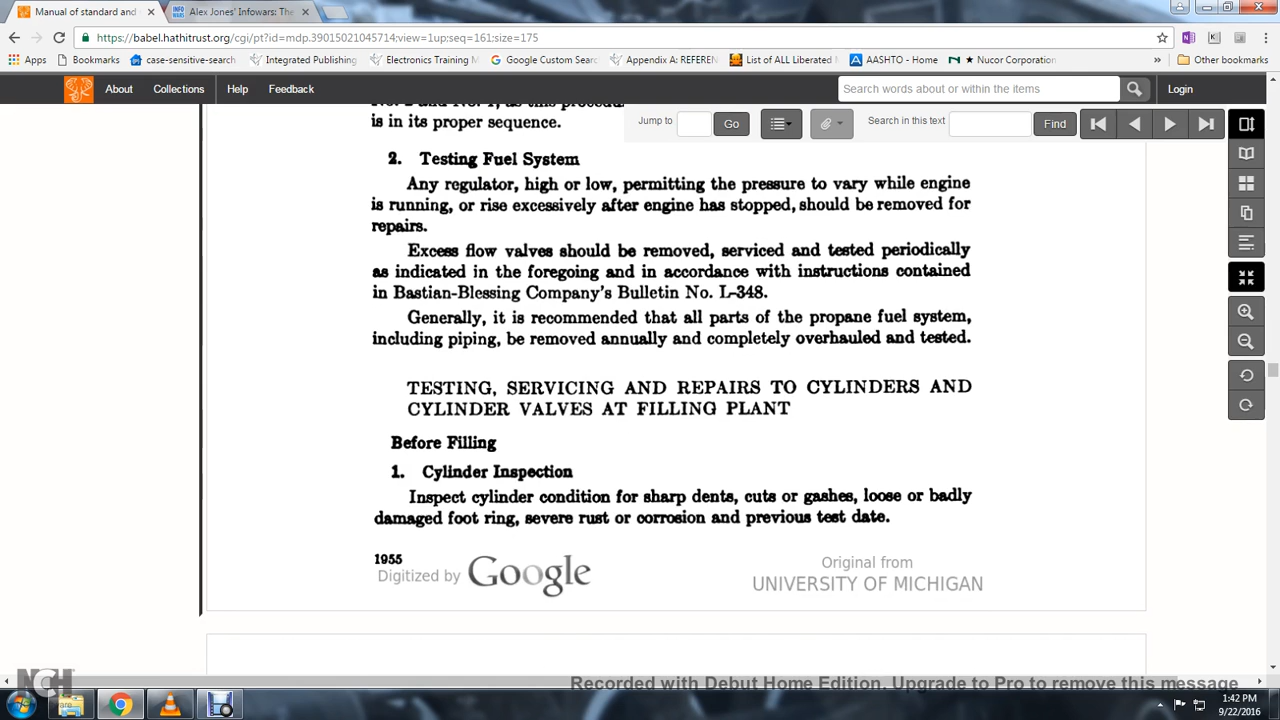 Manual of standard and
Alex Jones' Infowars: The
https://babel.hathitrust.org/cgi/pt?id=mdp.39015021045714;view=1up;seq=161;size=175
Apps
Bookmarks
case-sensitive-search
Integrated Publishing
Electronics Training M
Google Custom Sear
Appendix A: REFEREN
List of ALL Liberated
AASHTO - Home
Nucor Corporation
»
Other bookmarks
About
Collections
Help
Feedback
Search words about or within the items
Login
Jump to
Go
Search in this text
Find
is in its proper sequence.
2. Testing Fuel System
Any regulator, high or low, permitting the pressure to vary while engine
is running, or rise excessively after engine has stopped, should be removed for
repairs.
Excess flow valves should be removed, serviced and tested periodically
as indicated in the foregoing and in accordance with instructions contained
in Bastian-Blessing Company's Bulletin No. L-348.
Generally, it is recommended that all parts of the propane fuel system,
including piping, be removed annually and completely overhauled and tested.
TESTING, SERVICING AND REPAIRS TO CYLINDERS AND
CYLINDER VALVES AT FILLING PLANT
Before Filling
1. Cylinder Inspection
Inspect cylinder condition for sharp dents, cuts or gashes, loose or badly
damaged foot ring, severe rust or corrosion and previous test date.
1955
Digitized by Google
Original from
UNIVERSITY OF MICHIGAN
NCH
Recorded with Debut Home Edition. Upgrade to Pro to remove this message
1:42 PM
9/22/2016